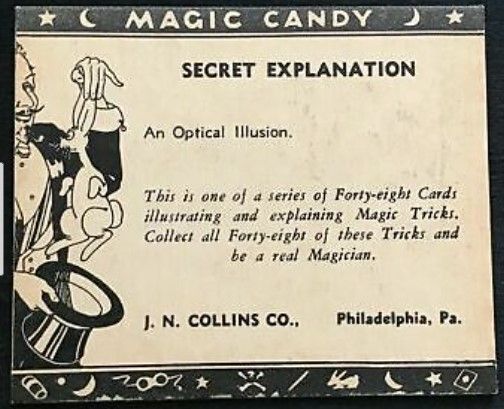 MAGIC CANDY
SECRET EXPLANATION
An Optical Illusion.
This is one of a series of Forty-eight Cards
illustrating and explaining Magic Tricks.
Collect all Forty-eight of these Tricks and
be a real Magician.
J. N. COLLINS CO., Philadelphia, Pa.